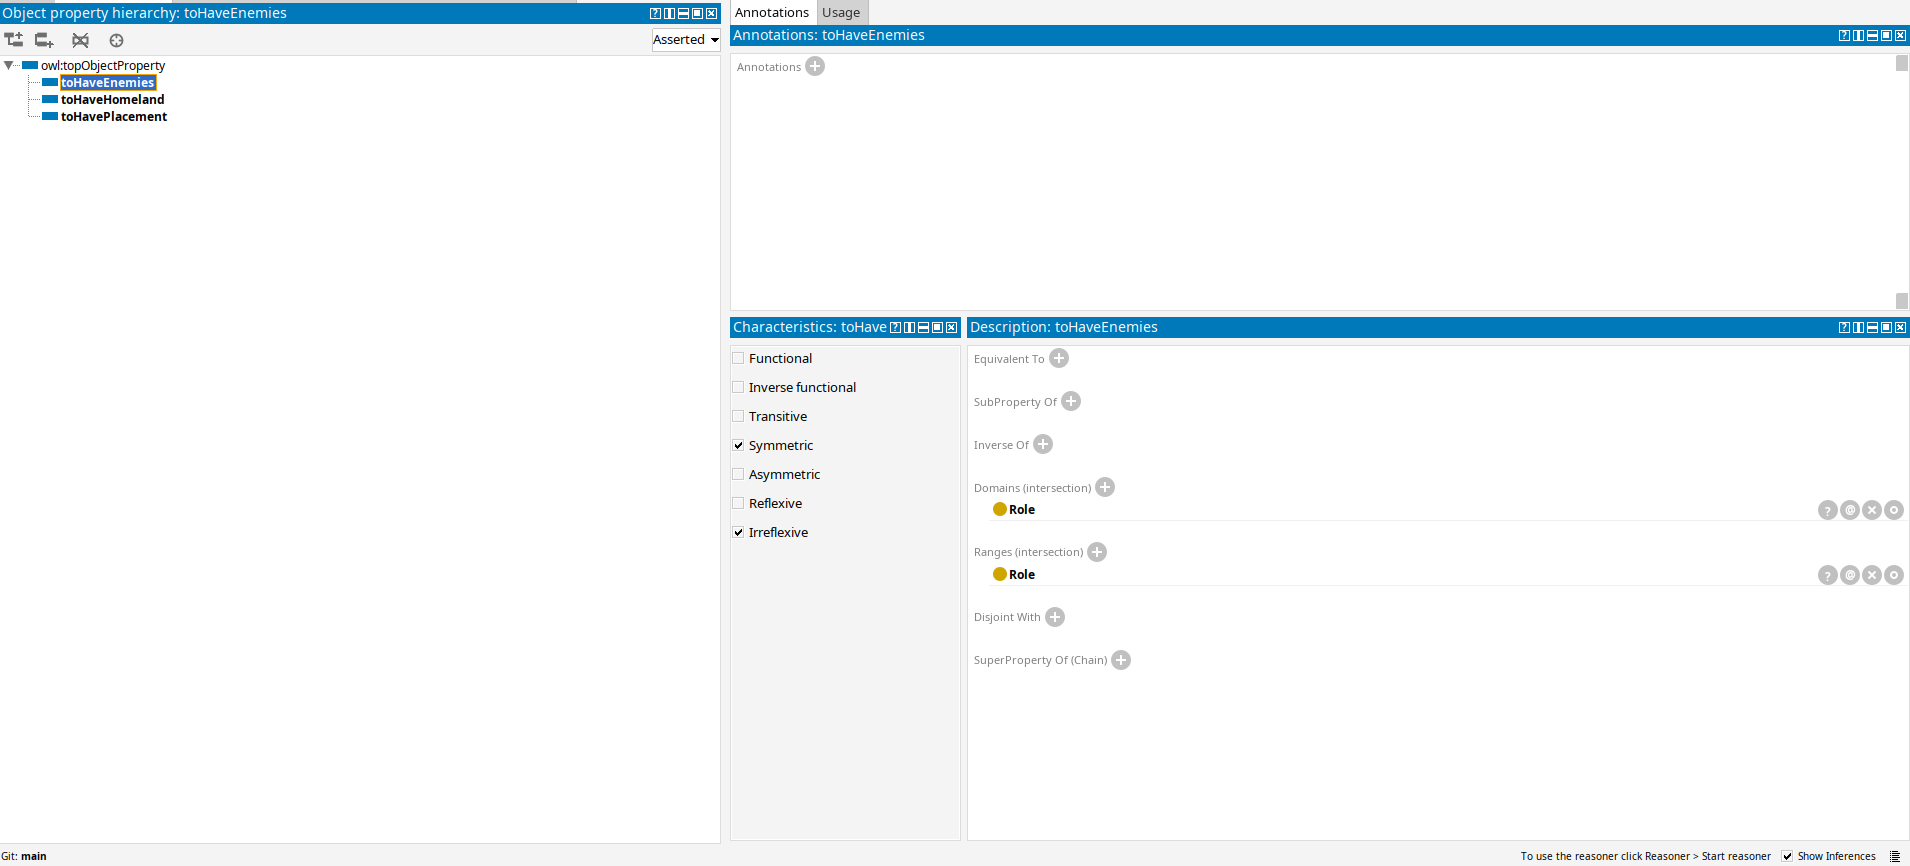 Object property hierarchy: toHaveEnemies
Asserted
owl:topObjectProperty
toHaveEnemies
toHaveHomeland
toHavePlacement
Annotations Usage
Annotations: toHaveEnemies
Annotations
Characteristics: toHave
Functional
Inverse functional
Transitive
Symmetric
Asymmetric
Reflexive
Irreflexive
Description: toHaveEnemies
Equivalent To
SubProperty Of
Inverse Of
Domains (intersection)
Role
Ranges (intersection)
Role
Disjoint With
SuperProperty Of (Chain)
Git: main
To use the reasoner click Reasoner > Start reasoner Show Inferences